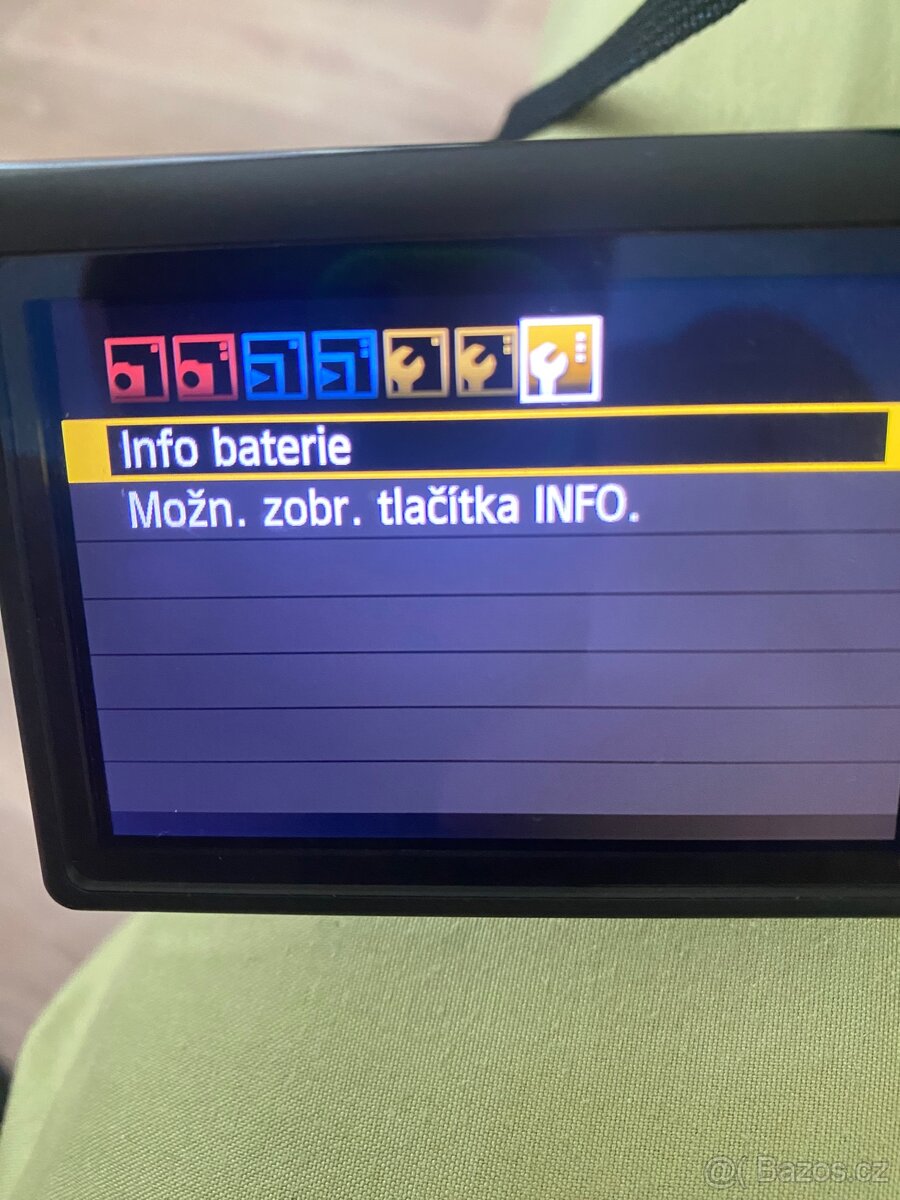 Info baterie
Možn. zobr. tlačítka INFO.
@( Bazos.cz